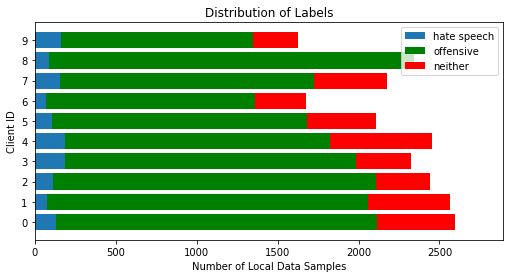 Distribution of Labels
hate speech
offensive
neither
Client ID
9
8
7
6
5
4
3
2
1
0
0
500
1000
1500
2000
2500
Number of Local Data Samples